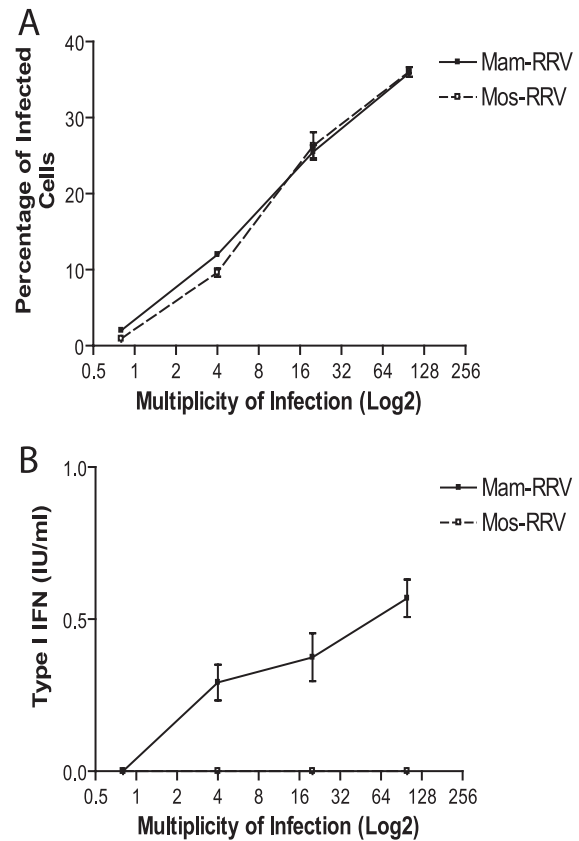 A
40
30
20
10
0
Percentage of Infected
Cells
0.5 1 2 4 8 16 32 64 128 256
Multiplicity of Infection (Log2)
Mam-RRV
Mos-RRV
B
1.0
0.5
0.0
Type I IFN (IU/ml)
0.5 1 2 4 8 16 32 64 128 256
Multiplicity of Infection (Log2)
Mam-RRV
Mos-RRV